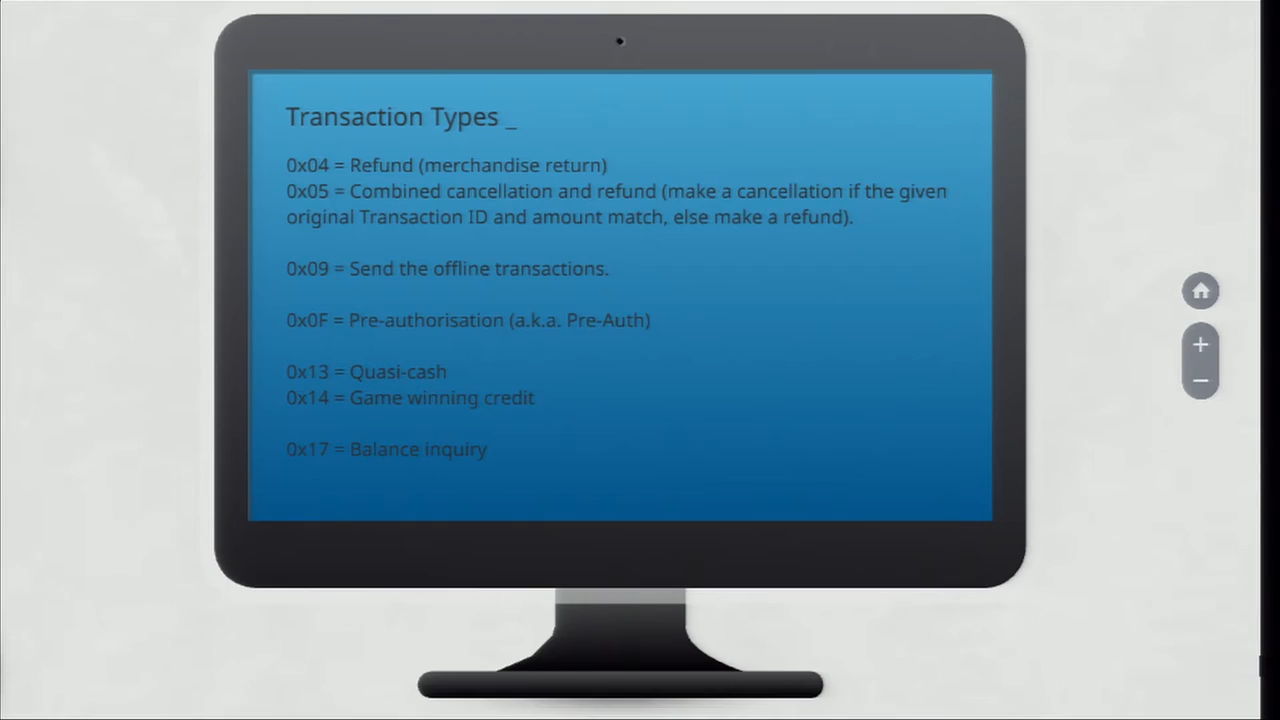 Transaction Types _
0x04 = Refund (merchandise return)
0x05 = Combined cancellation and refund (make a cancellation if the given
original Transaction ID and amount match, else make a refund).
0x09 = Send the offline transactions.
0x0F = Pre-authorisation (a.k.a. Pre-Auth)
0x13 = Quasi-cash
0x14 = Game winning credit
0x17 = Balance inquiry